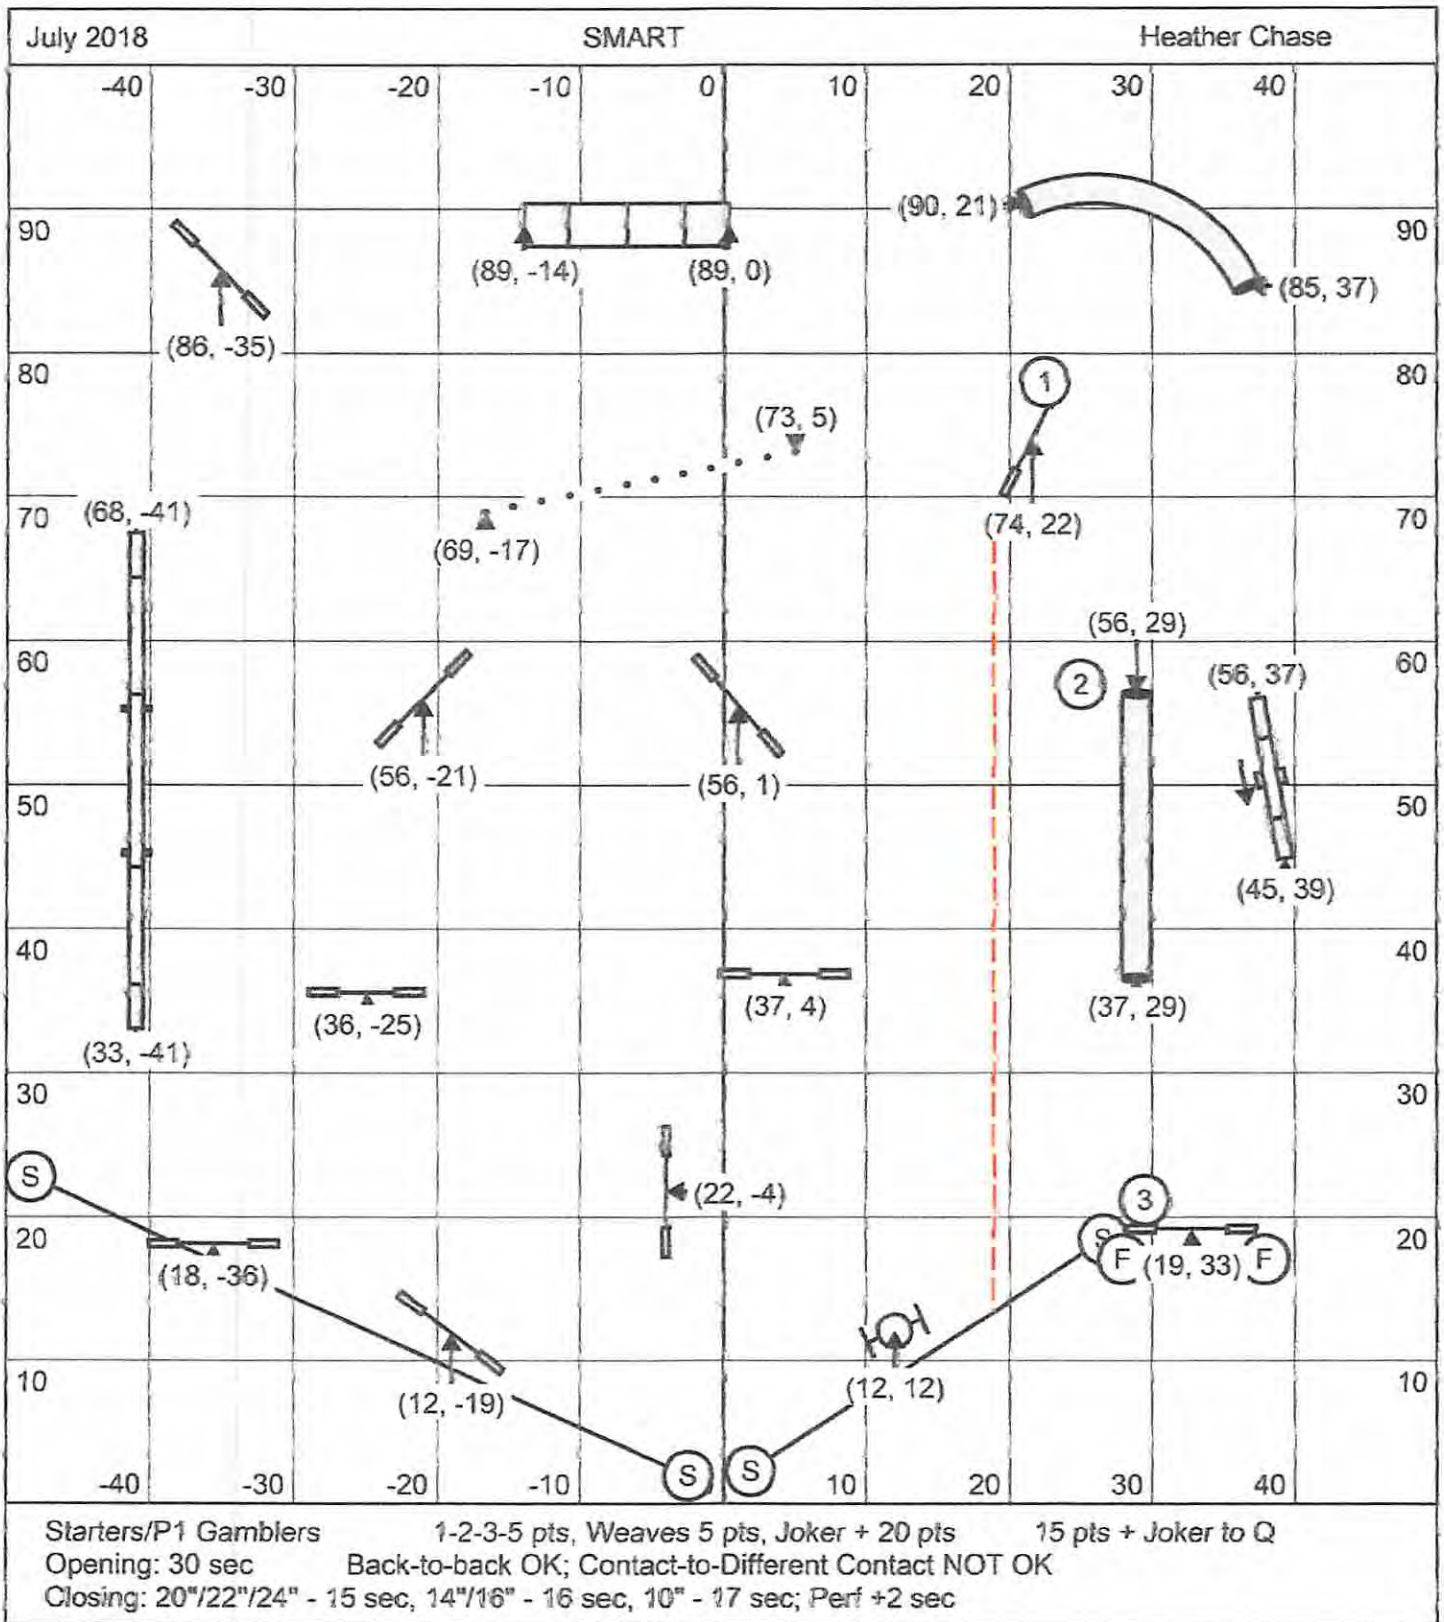 July 2018 SMART Heather Chase
-40 -30 -20 -10 0 10 20 30 40
(90, 21)
90 90
(89, -14) (89, 0)
(85, 37)
(86, -35)
80 80
1
(73, 5)
(68, -41)
70 70
(74, 22)
(69, -17)
(56, 29)
60 60
2
(56, 37)
(56, -21) (56, 1)
50 50
(45, 39)
40 40
(37, 4) (37, 29)
(36, -25)
(33, -41)
30 30
S
(22, -4)
3
20 S 20
F (19, 33) F
(18, -36)
10 10
(12, 12)
(12, -19)
S S
-40 -30 -20 -10 10 20 30 40
Starters/P1 Gamblers 1-2-3-5 pts, Weaves 5 pts, Joker + 20 pts 15 pts + Joker to Q
Opening: 30 sec Back-to-back OK; Contact-to-Different Contact NOT OK
Closing: 20"/22"/24" - 15 sec, 14"/16" - 16 sec, 10" - 17 sec; Perf +2 sec